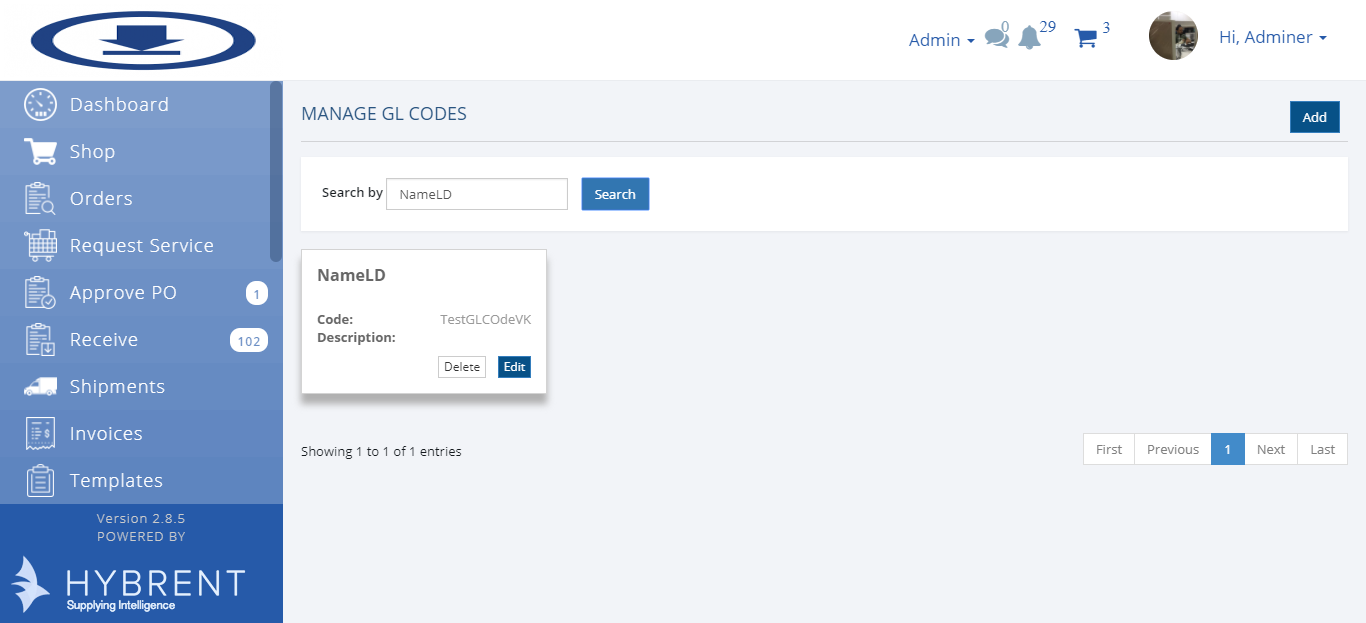 Admin
0
29
3
Hi, Adminer
Dashboard
Shop
Orders
Request Service
Approve PO
1
Receive
102
Shipments
Invoices
Templates
Version 2.8.5
POWERED BY
HYBRENT
Supplying Intelligence
MANAGE GL CODES
Add
Search by
NameLD
Search
NameLD
Code: TestGLCOdeVK
Description:
Delete
Edit
Showing 1 to 1 of 1 entries
First
Previous
1
Next
Last